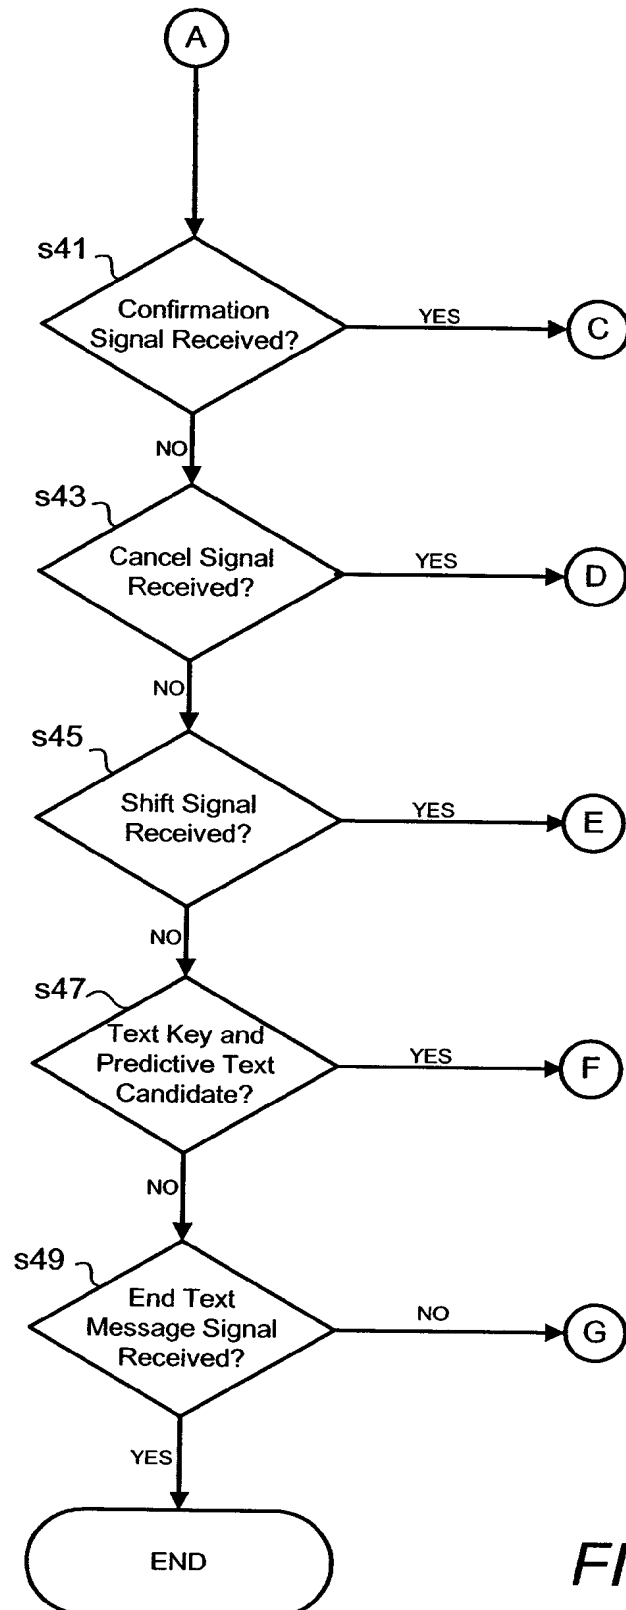 A
s41
Confirmation
Signal Received?
YES
C
NO
s43
Cancel Signal
Received?
YES
D
NO
s45
Shift Signal
Received?
YES
E
NO
s47
Text Key and
Predictive Text
Candidate?
YES
F
NO
s49
End Text
Message Signal
Received?
NO
G
YES
END